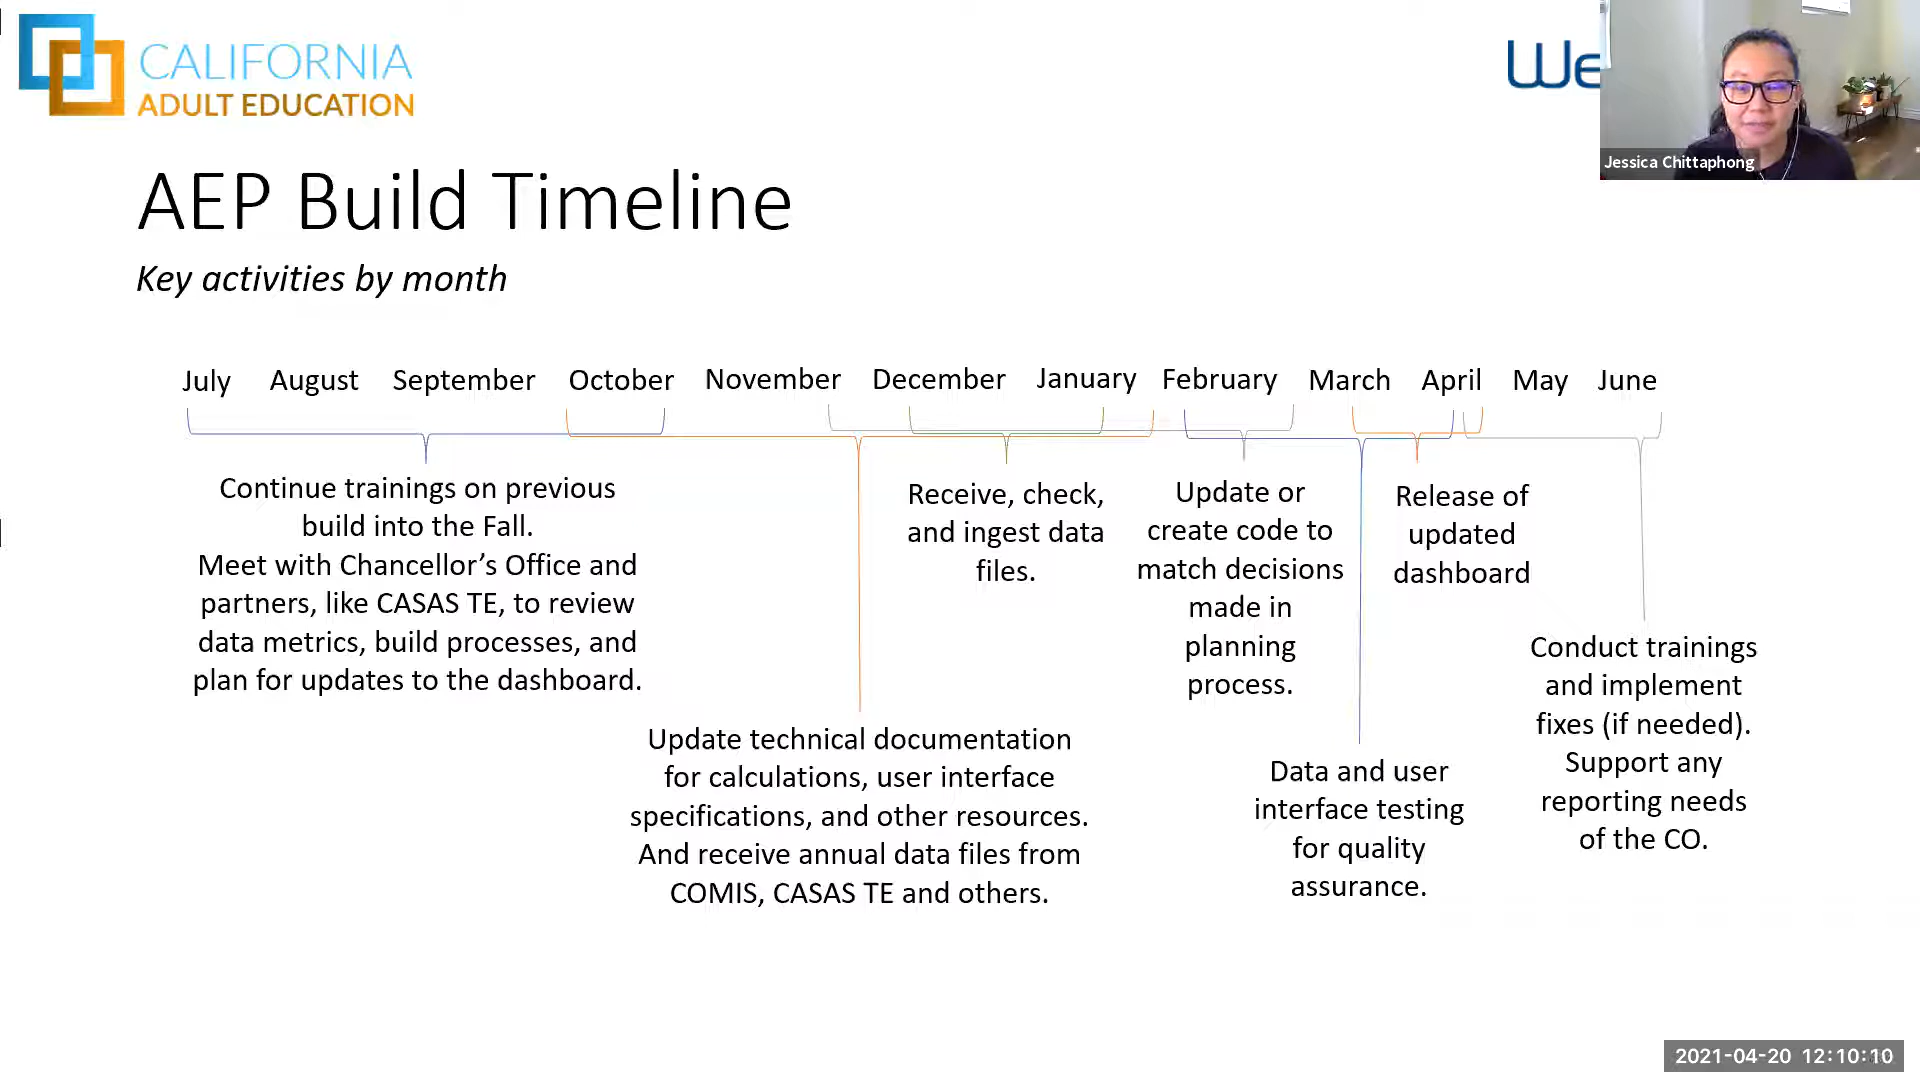 CALIFORNIA
ADULT EDUCATION
We
Jessica Chittaphong
AEP Build Timeline
Key activities by month
July August September October November December January February March April May June
Continue trainings on previous
build into the Fall.
Meet with Chancellor’s Office and
partners, like CASAS TE, to review
data metrics, build processes, and
plan for updates to the dashboard.
Update technical documentation
for calculations, user interface
specifications, and other resources.
And receive annual data files from
COMIS, CASAS TE and others.
Receive, check,
and ingest data
files.
Update or
create code to
match decisions
made in
planning
process.
Data and user
interface testing
for quality
assurance.
Release of
updated
dashboard
Conduct trainings
and implement
fixes (if needed).
Support any
reporting needs
of the CO.
2021-04-20 12:10:10